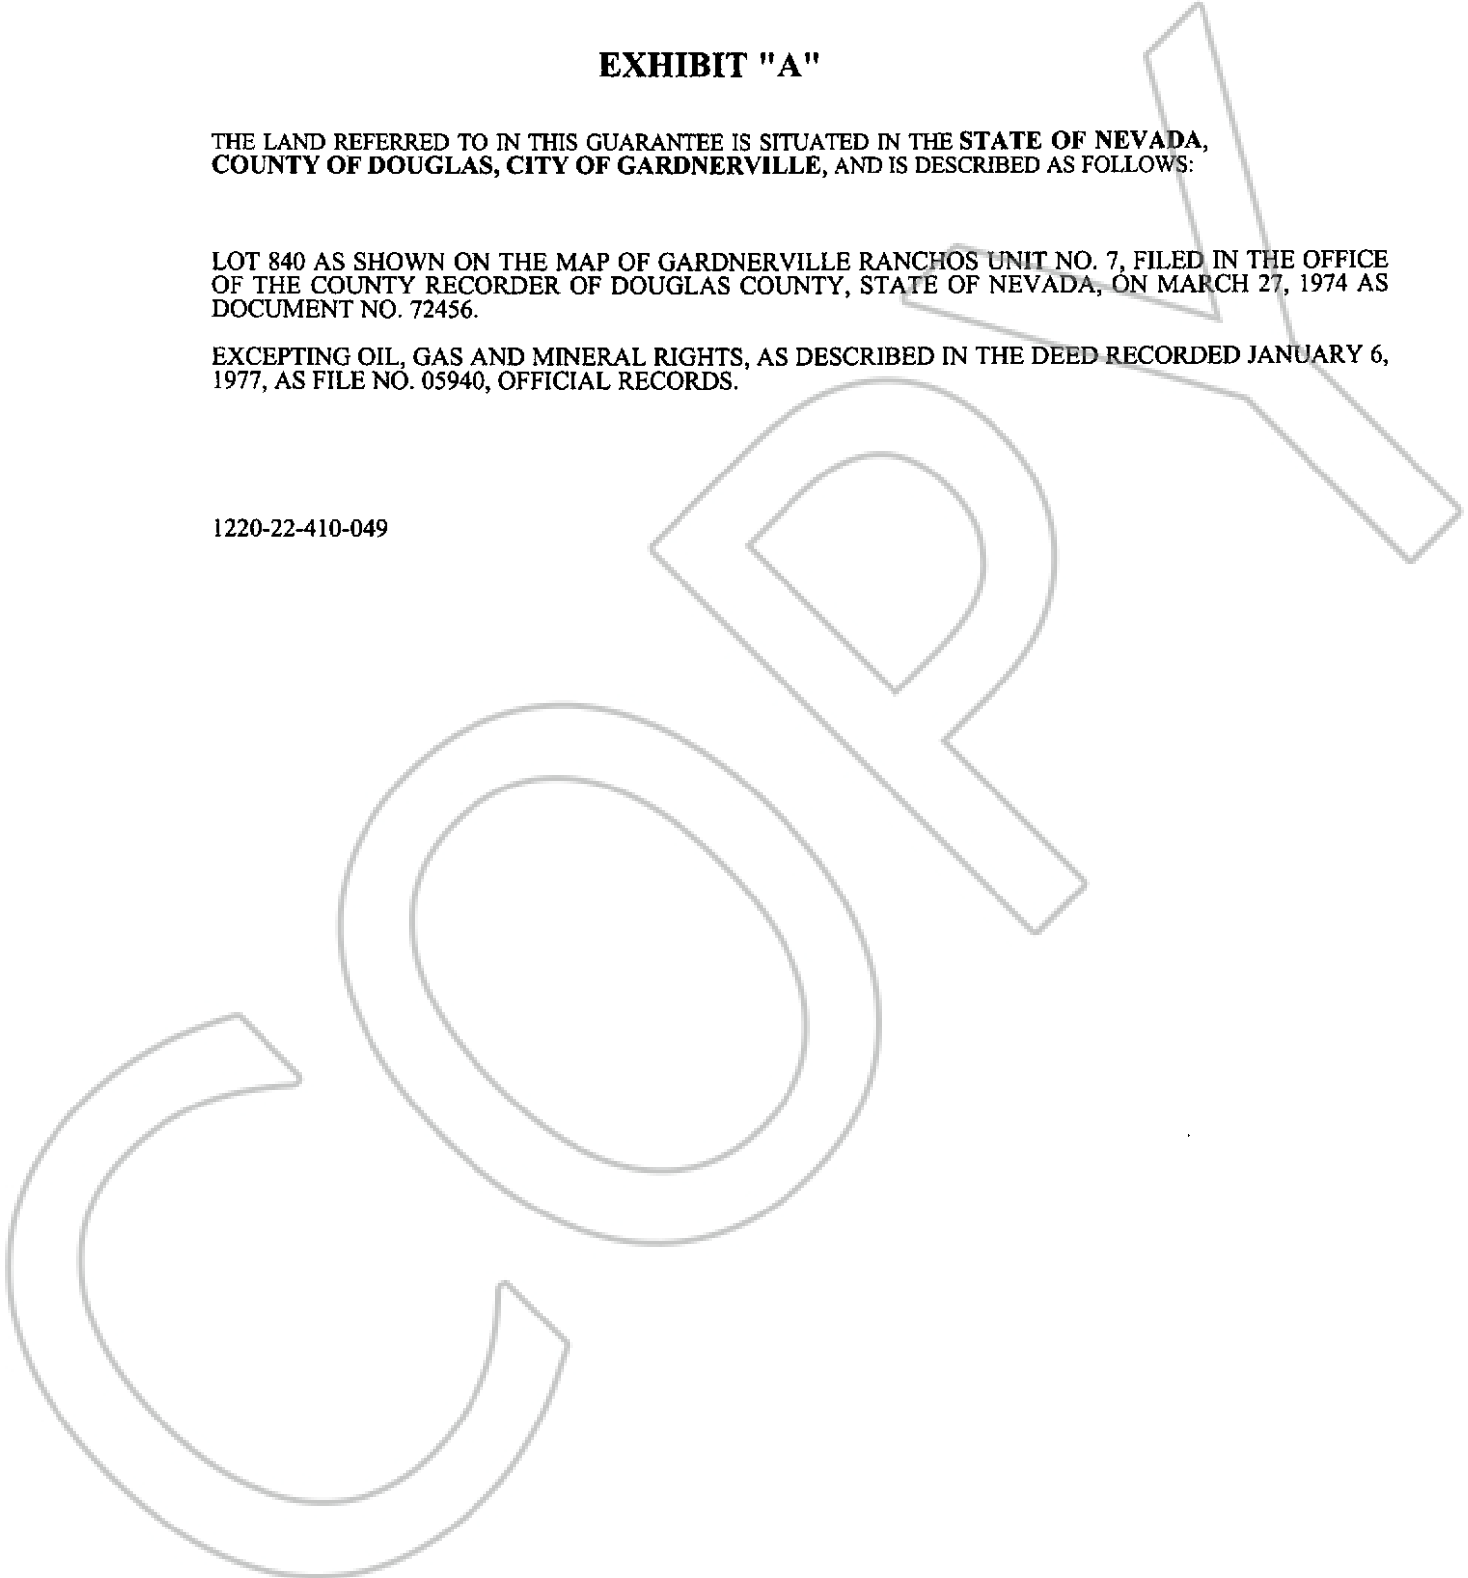 EXHIBIT "A"
THE LAND REFERRED TO IN THIS GUARANTEE IS SITUATED IN THE STATE OF NEVADA,
COUNTY OF DOUGLAS, CITY OF GARDNERVILLE, AND IS DESCRIBED AS FOLLOWS:
LOT 840 AS SHOWN ON THE MAP OF GARDNERVILLE RANCHOS UNIT NO. 7, FILED IN THE OFFICE
OF THE COUNTY RECORDER OF DOUGLAS COUNTY, STATE OF NEVADA, ON MARCH 27, 1974 AS
DOCUMENT NO. 72456.
EXCEPTING OIL, GAS AND MINERAL RIGHTS, AS DESCRIBED IN THE DEED RECORDED JANUARY 6,
1977, AS FILE NO. 05940, OFFICIAL RECORDS.
1220-22-410-049
COPY